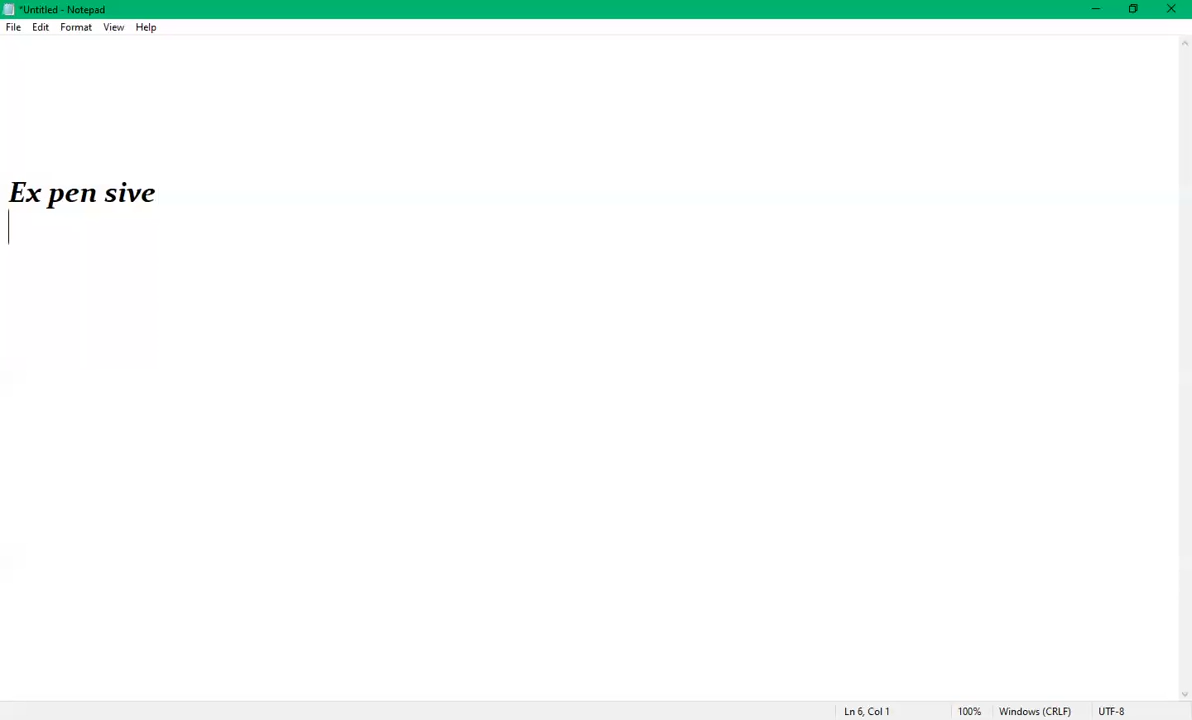 *Untitled - Notepad
File Edit Format View Help
Ex pen sive
Ln 6, Col 1 100% Windows (CRLF) UTF-8